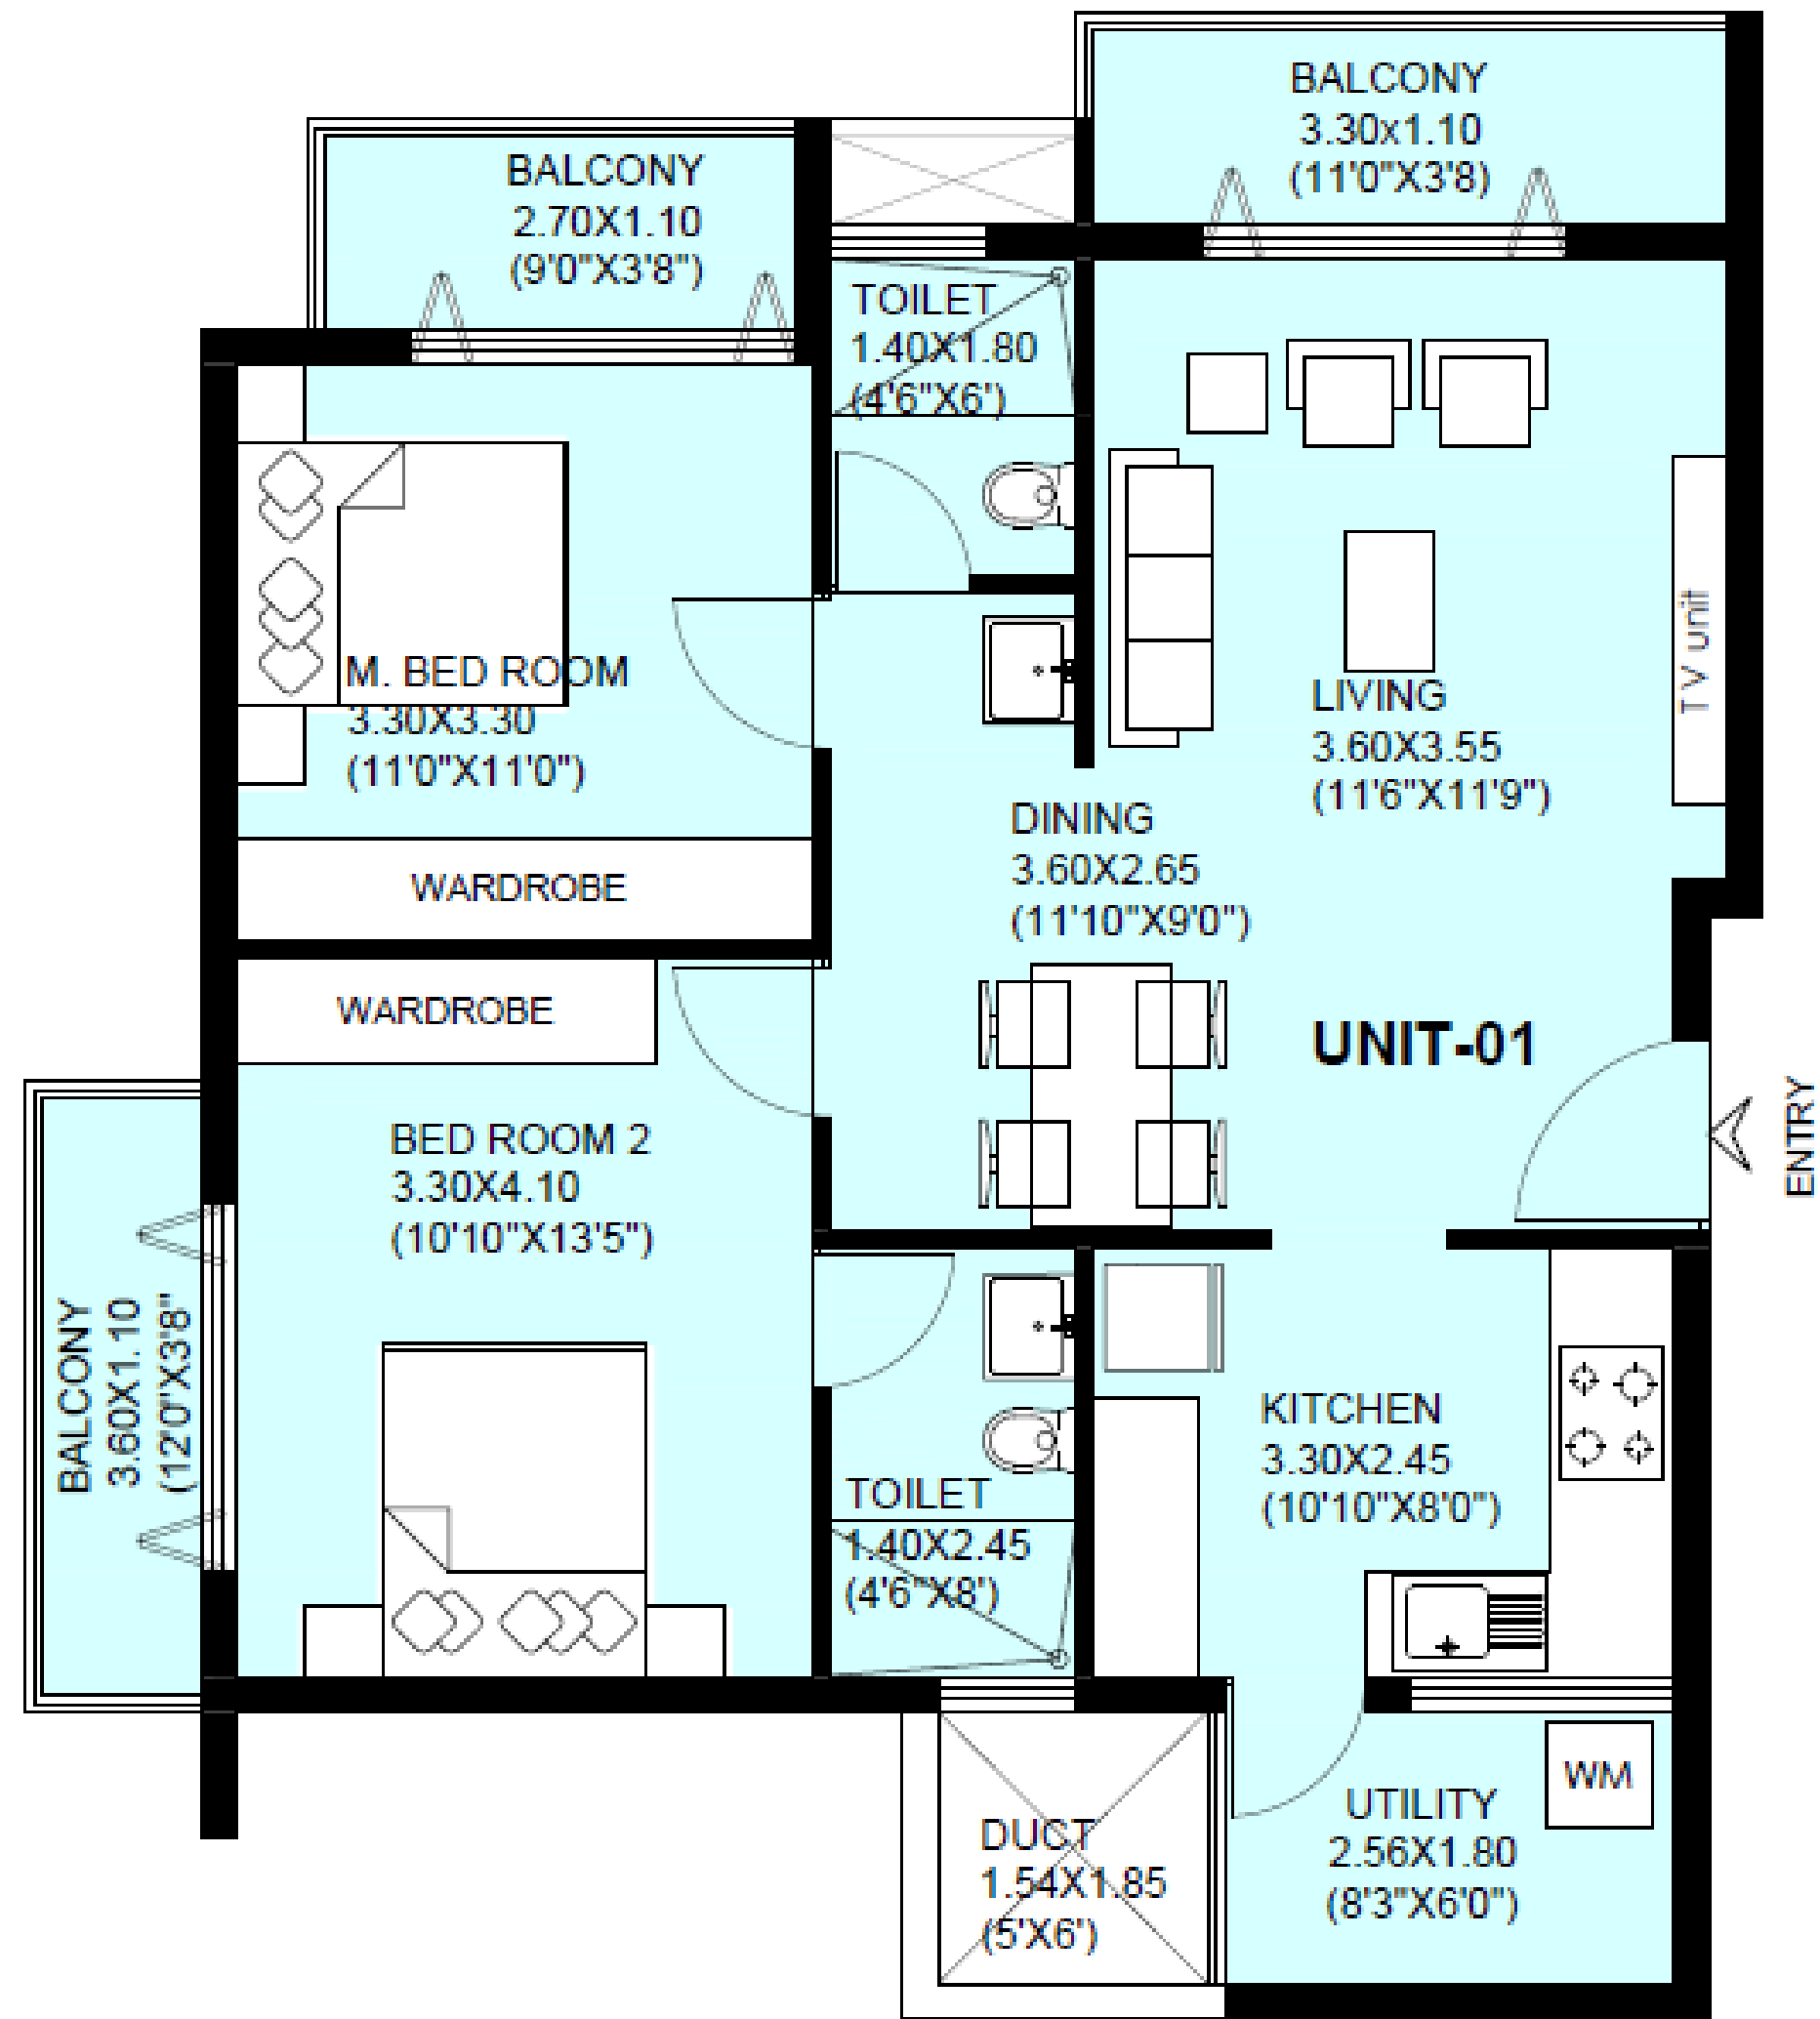 BALCONY
3.30x1.10
(11'0"X3'8)
BALCONY
2.70X1.10
(9'0"X3'8")
TOILET
1.40X1.80
(4'6"X6')
M. BED ROOM
3.30X3.30
(11'0"X11'0")
LIVING
3.60X3.55
(11'6"X11'9")
TV unit
DINING
3.60X2.65
(11'10"X9'0")
WARDROBE
WARDROBE
UNIT-01
ENTRY
BED ROOM 2
3.30X4.10
(10'10"X13'5")
BALCONY
3.60X1.10
(12'0"X3'8"
KITCHEN
3.30X2.45
(10'10"X8'0")
TOILET
1.40X2.45
(4'6"X8')
WM
UTILITY
2.56X1.80
(8'3"X6'0")
DUCT
1.54X1.85
(5'X6')